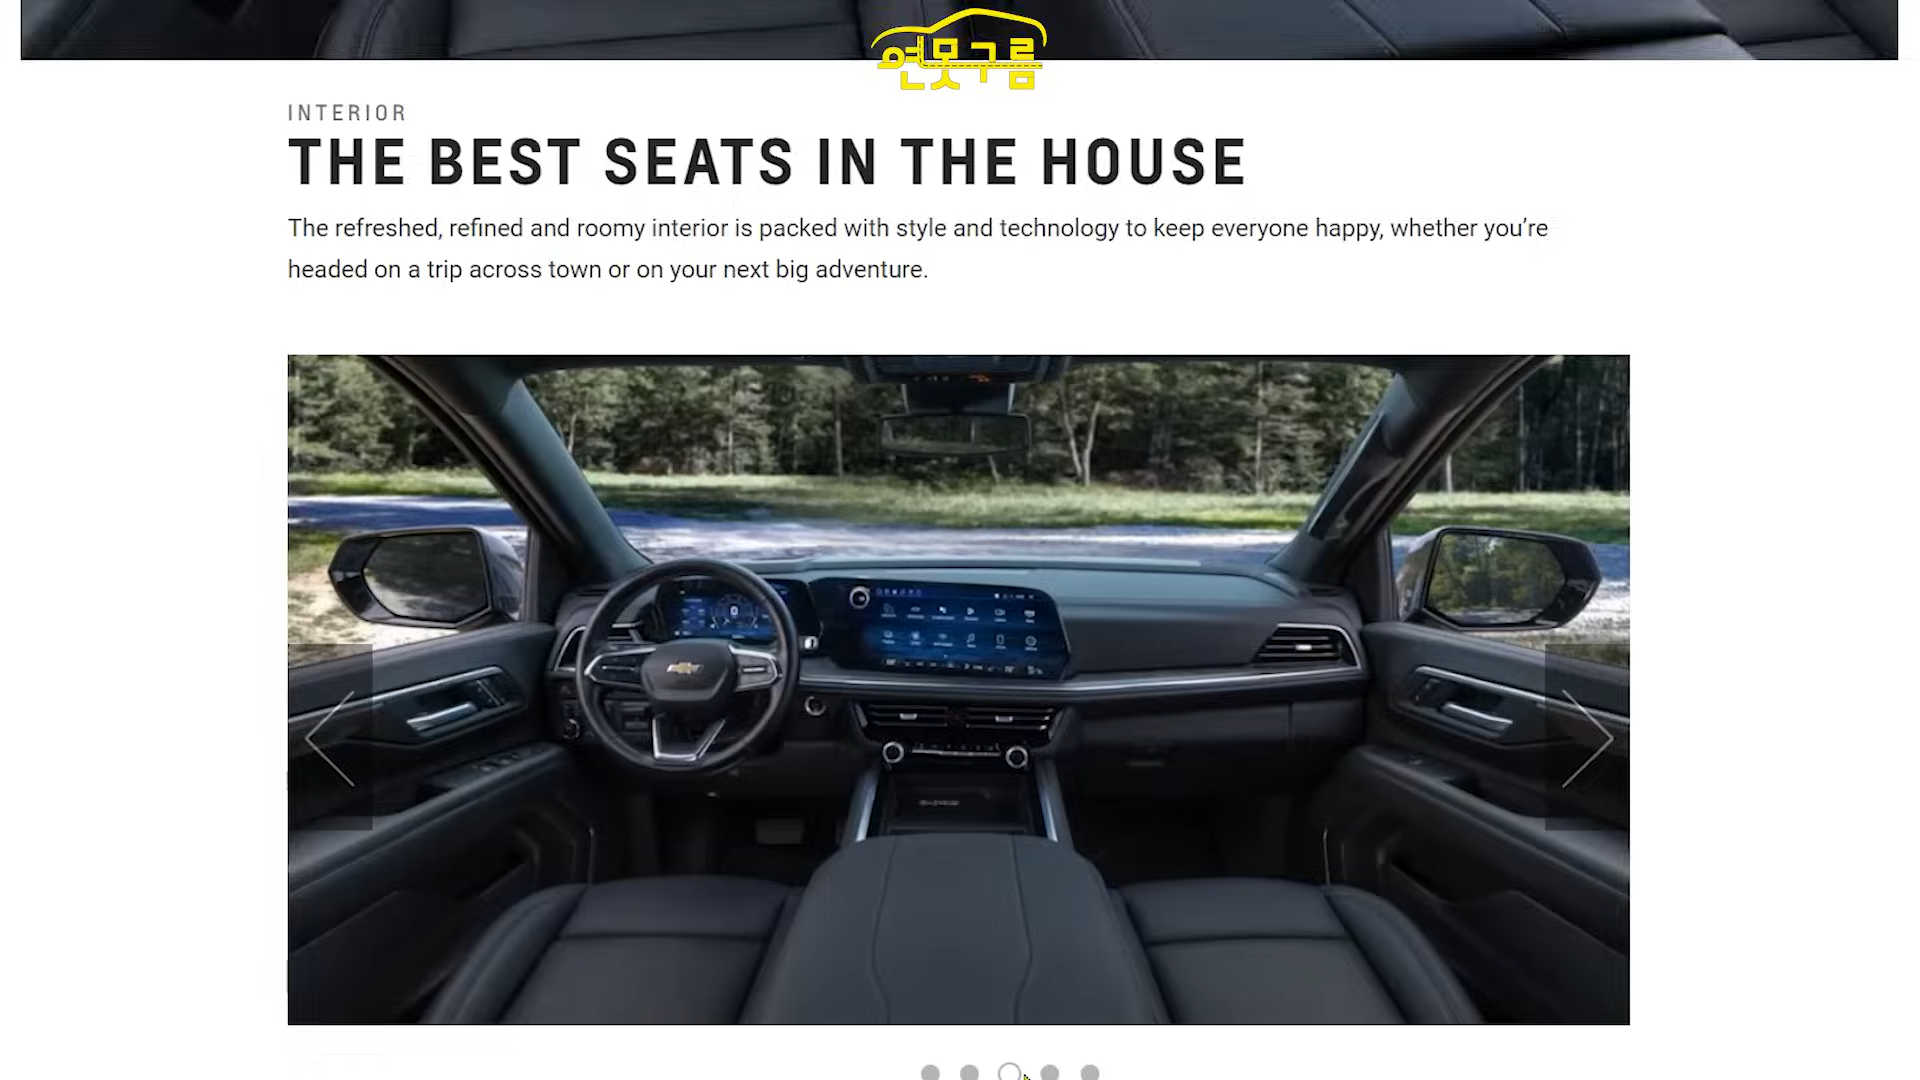 연못구름
INTERIOR
THE BEST SEATS IN THE HOUSE
The refreshed, refined and roomy interior is packed with style and technology to keep everyone happy, whether you’re
headed on a trip across town or on your next big adventure.